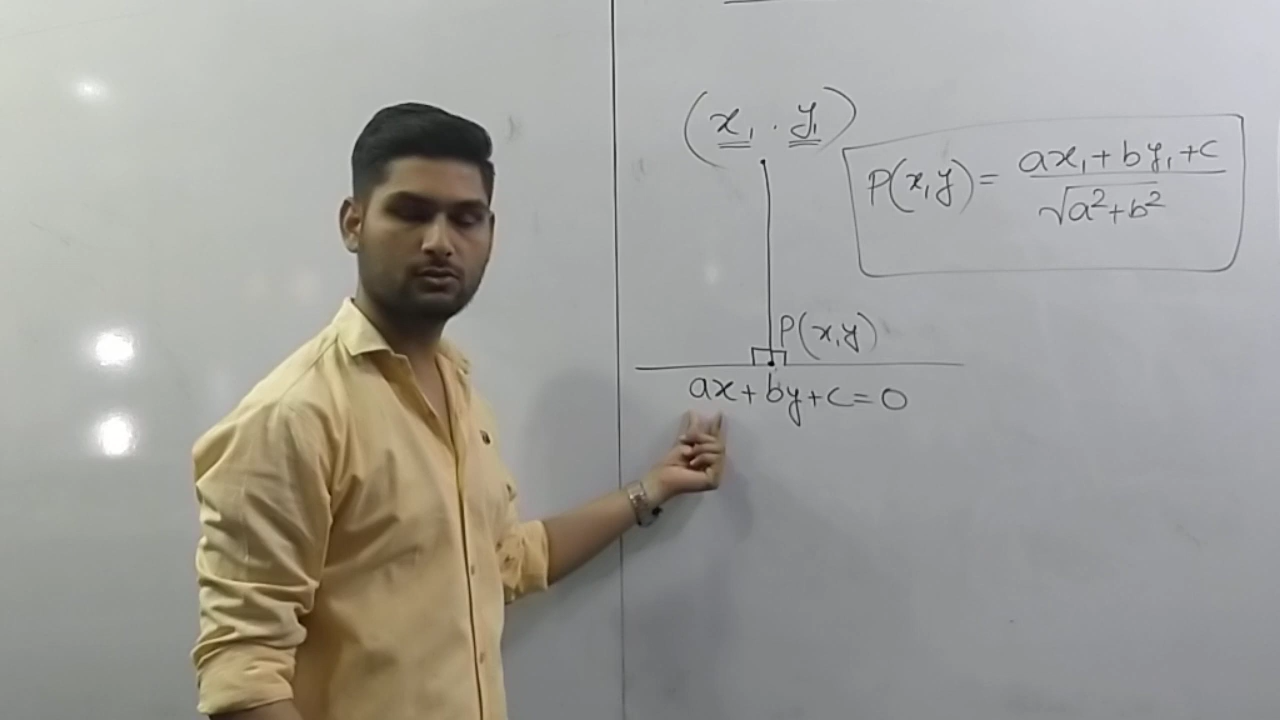 (x₁ . y₁)
P(x,y) = ax₁+by₁+c / √a²+b²
P(x,y)
ax+by+c=0